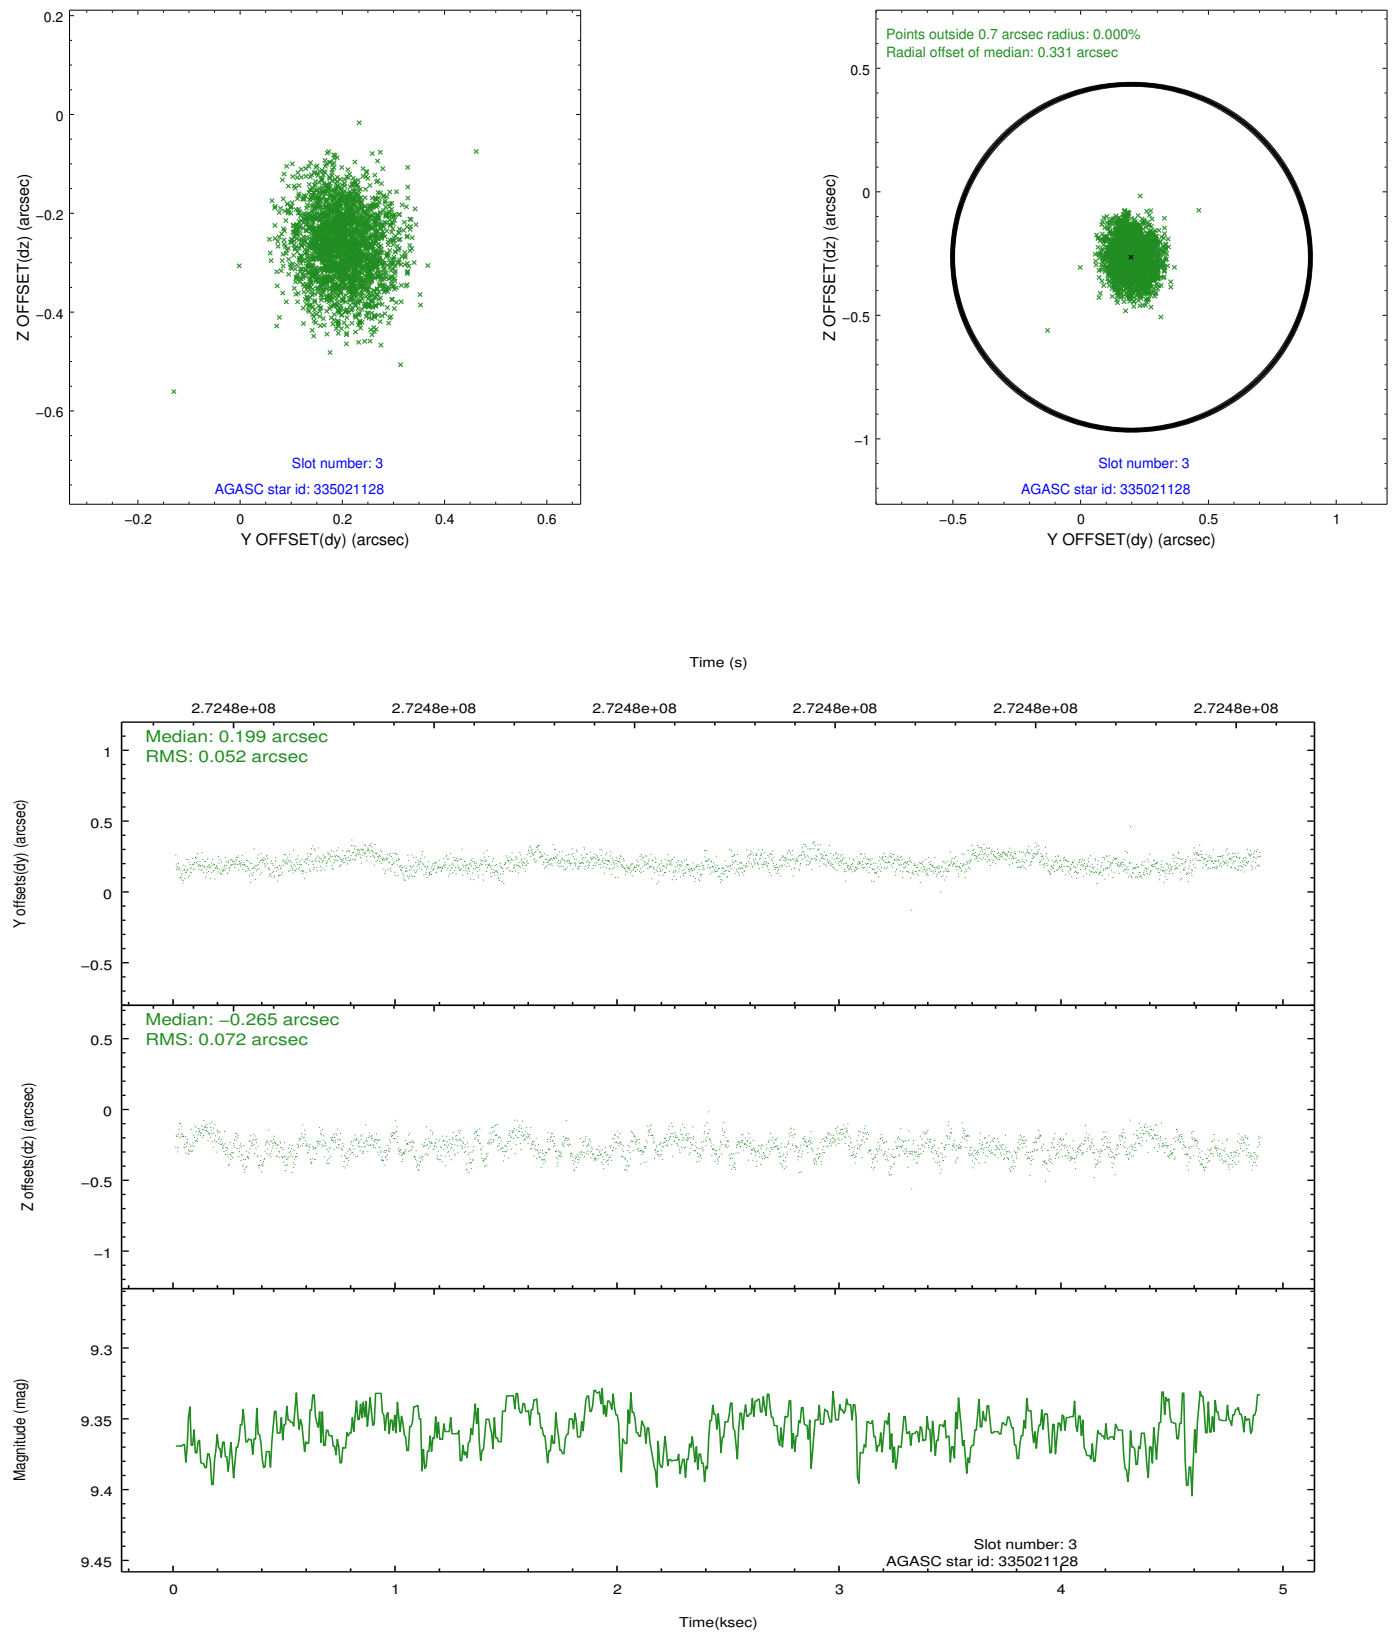 0.2
0
−0.2
−0.4
−0.6
Z OFFSET(dz) (arcsec)
Slot number: 3
AGASC star id: 335021128
−0.2 0 0.2 0.4 0.6
Y OFFSET(dy) (arcsec)
Points outside 0.7 arcsec radius: 0.000%
Radial offset of median: 0.331 arcsec
0.5
0
−0.5
−1
Z OFFSET(dz) (arcsec)
Slot number: 3
AGASC star id: 335021128
−0.5 0 0.5 1
Y OFFSET(dy) (arcsec)
Time (s)
2.7248e+08 2.7248e+08 2.7248e+08 2.7248e+08 2.7248e+08 2.7248e+08
Median: 0.199 arcsec
RMS: 0.052 arcsec
1
0.5
0
−0.5
Y offsets(dy) (arcsec)
Median: −0.265 arcsec
RMS: 0.072 arcsec
0.5
0
−0.5
−1
Z offsets(dz) (arcsec)
9.3
9.35
9.4
9.45
Magnitude (mag)
Slot number: 3
AGASC star id: 335021128
0 1 2 3 4 5
Time(ksec)